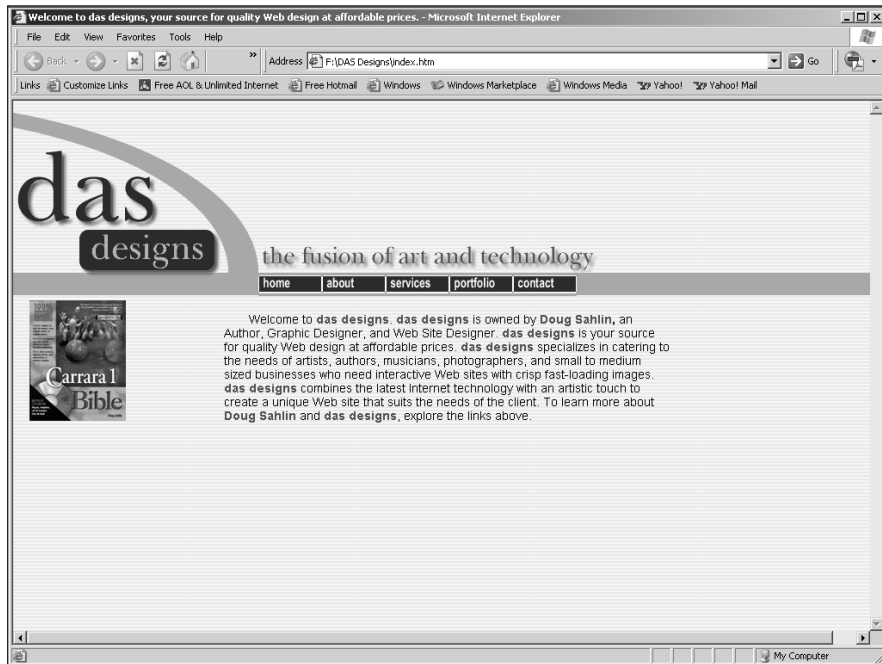 Welcome to das designs, your source for quality Web design at affordable prices. - Microsoft Internet Explorer
File Edit View Favorites Tools Help
Back » Address F:\DAS Designs\index.htm Go
Links Customize Links Free AOL & Unlimited Internet Free Hotmail Windows Windows Marketplace Windows Media Yahoo! Yahoo! Mail
das
designs
the fusion of art and technology
home about services portfolio contact
100%
Carrara 1
Bible
Welcome to das designs. das designs is owned by Doug Sahlin, an
Author, Graphic Designer, and Web Site Designer. das designs is your source
for quality Web design at affordable prices. das designs specializes in catering to
the needs of artists, authors, musicians, photographers, and small to medium
sized businesses who need interactive Web sites with crisp fast-loading images.
das designs combines the latest Internet technology with an artistic touch to
create a unique Web site that suits the needs of the client. To learn more about
Doug Sahlin and das designs, explore the links above.
My Computer